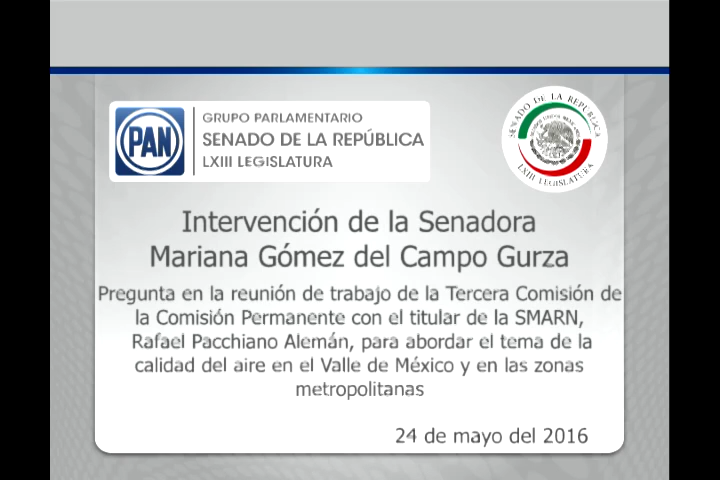 PAN
GRUPO PARLAMENTARIO
SENADO DE LA REPÚBLICA
LXIII LEGISLATURA
SENADO DE LA REPÚBLICA
LXIII LEGISLATURA
Intervención de la Senadora
Mariana Gómez del Campo Gurza
Pregunta en la reunión de trabajo de la Tercera Comisión de
la Comisión Permanente con el titular de la SMARN,
Rafael Pacchiano Alemán, para abordar el tema de la
calidad del aire en el Valle de México y en las zonas
metropolitanas
24 de mayo del 2016